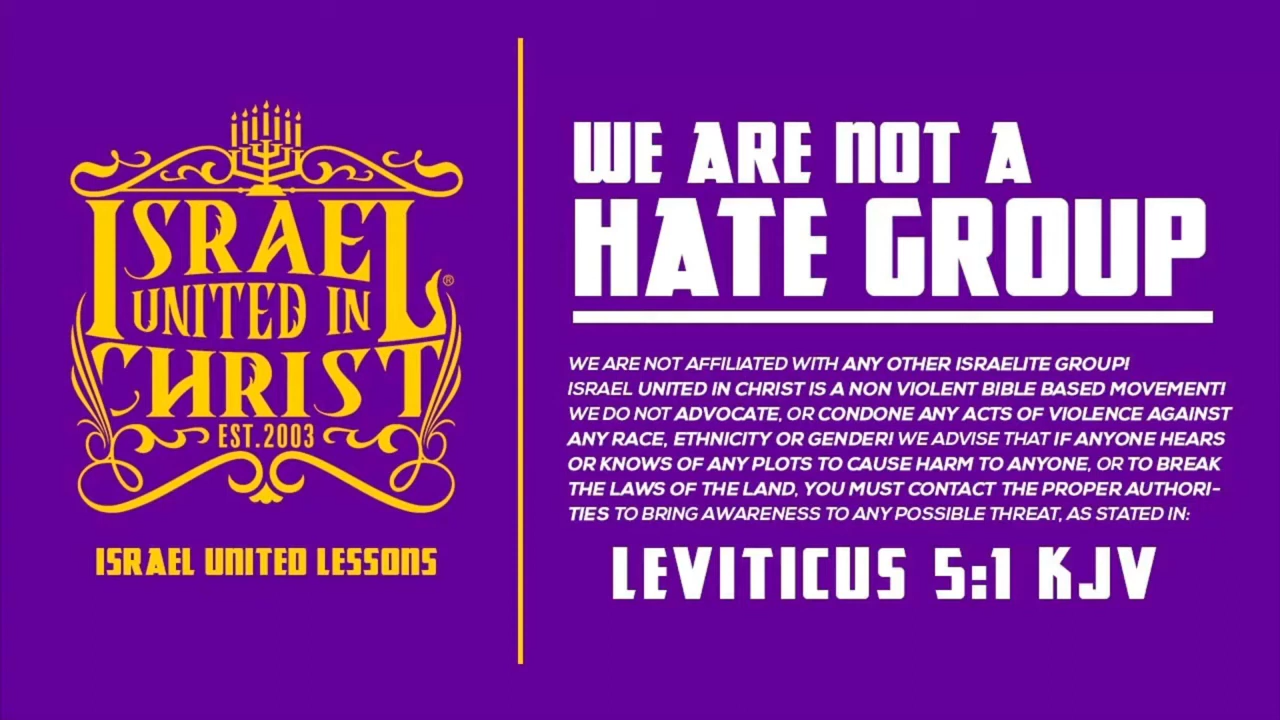 ISRAEL
UNITED IN
CHRIST
®
EST.2003
ISRAEL UNITED LESSONS
WE ARE NOT A
HATE GROUP
WE ARE NOT AFFILIATED WITH ANY OTHER ISRAELITE GROUP!
ISRAEL UNITED IN CHRIST IS A NON VIOLENT BIBLE BASED MOVEMENT!
WE DO NOT ADVOCATE, OR CONDONE ANY ACTS OF VIOLENCE AGAINST
ANY RACE, ETHNICITY OR GENDER! WE ADVISE THAT IF ANYONE HEARS
OR KNOWS OF ANY PLOTS TO CAUSE HARM TO ANYONE, OR TO BREAK
THE LAWS OF THE LAND, YOU MUST CONTACT THE PROPER AUTHORI-
TIES TO BRING AWARENESS TO ANY POSSIBLE THREAT, AS STATED IN:
LEVITICUS 5:1 KJV